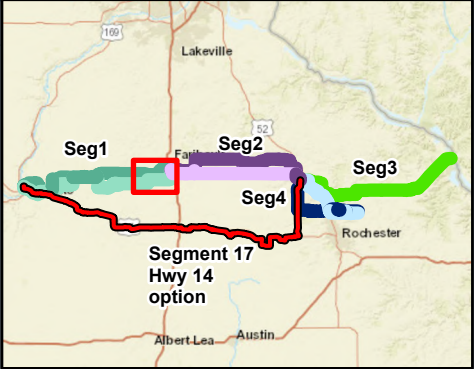 169
Lakeville
Seg1
Seg2
52
Seg3
Seg4
Rochester
Segment 17
Hwy 14
option
Albert Lea
Austin